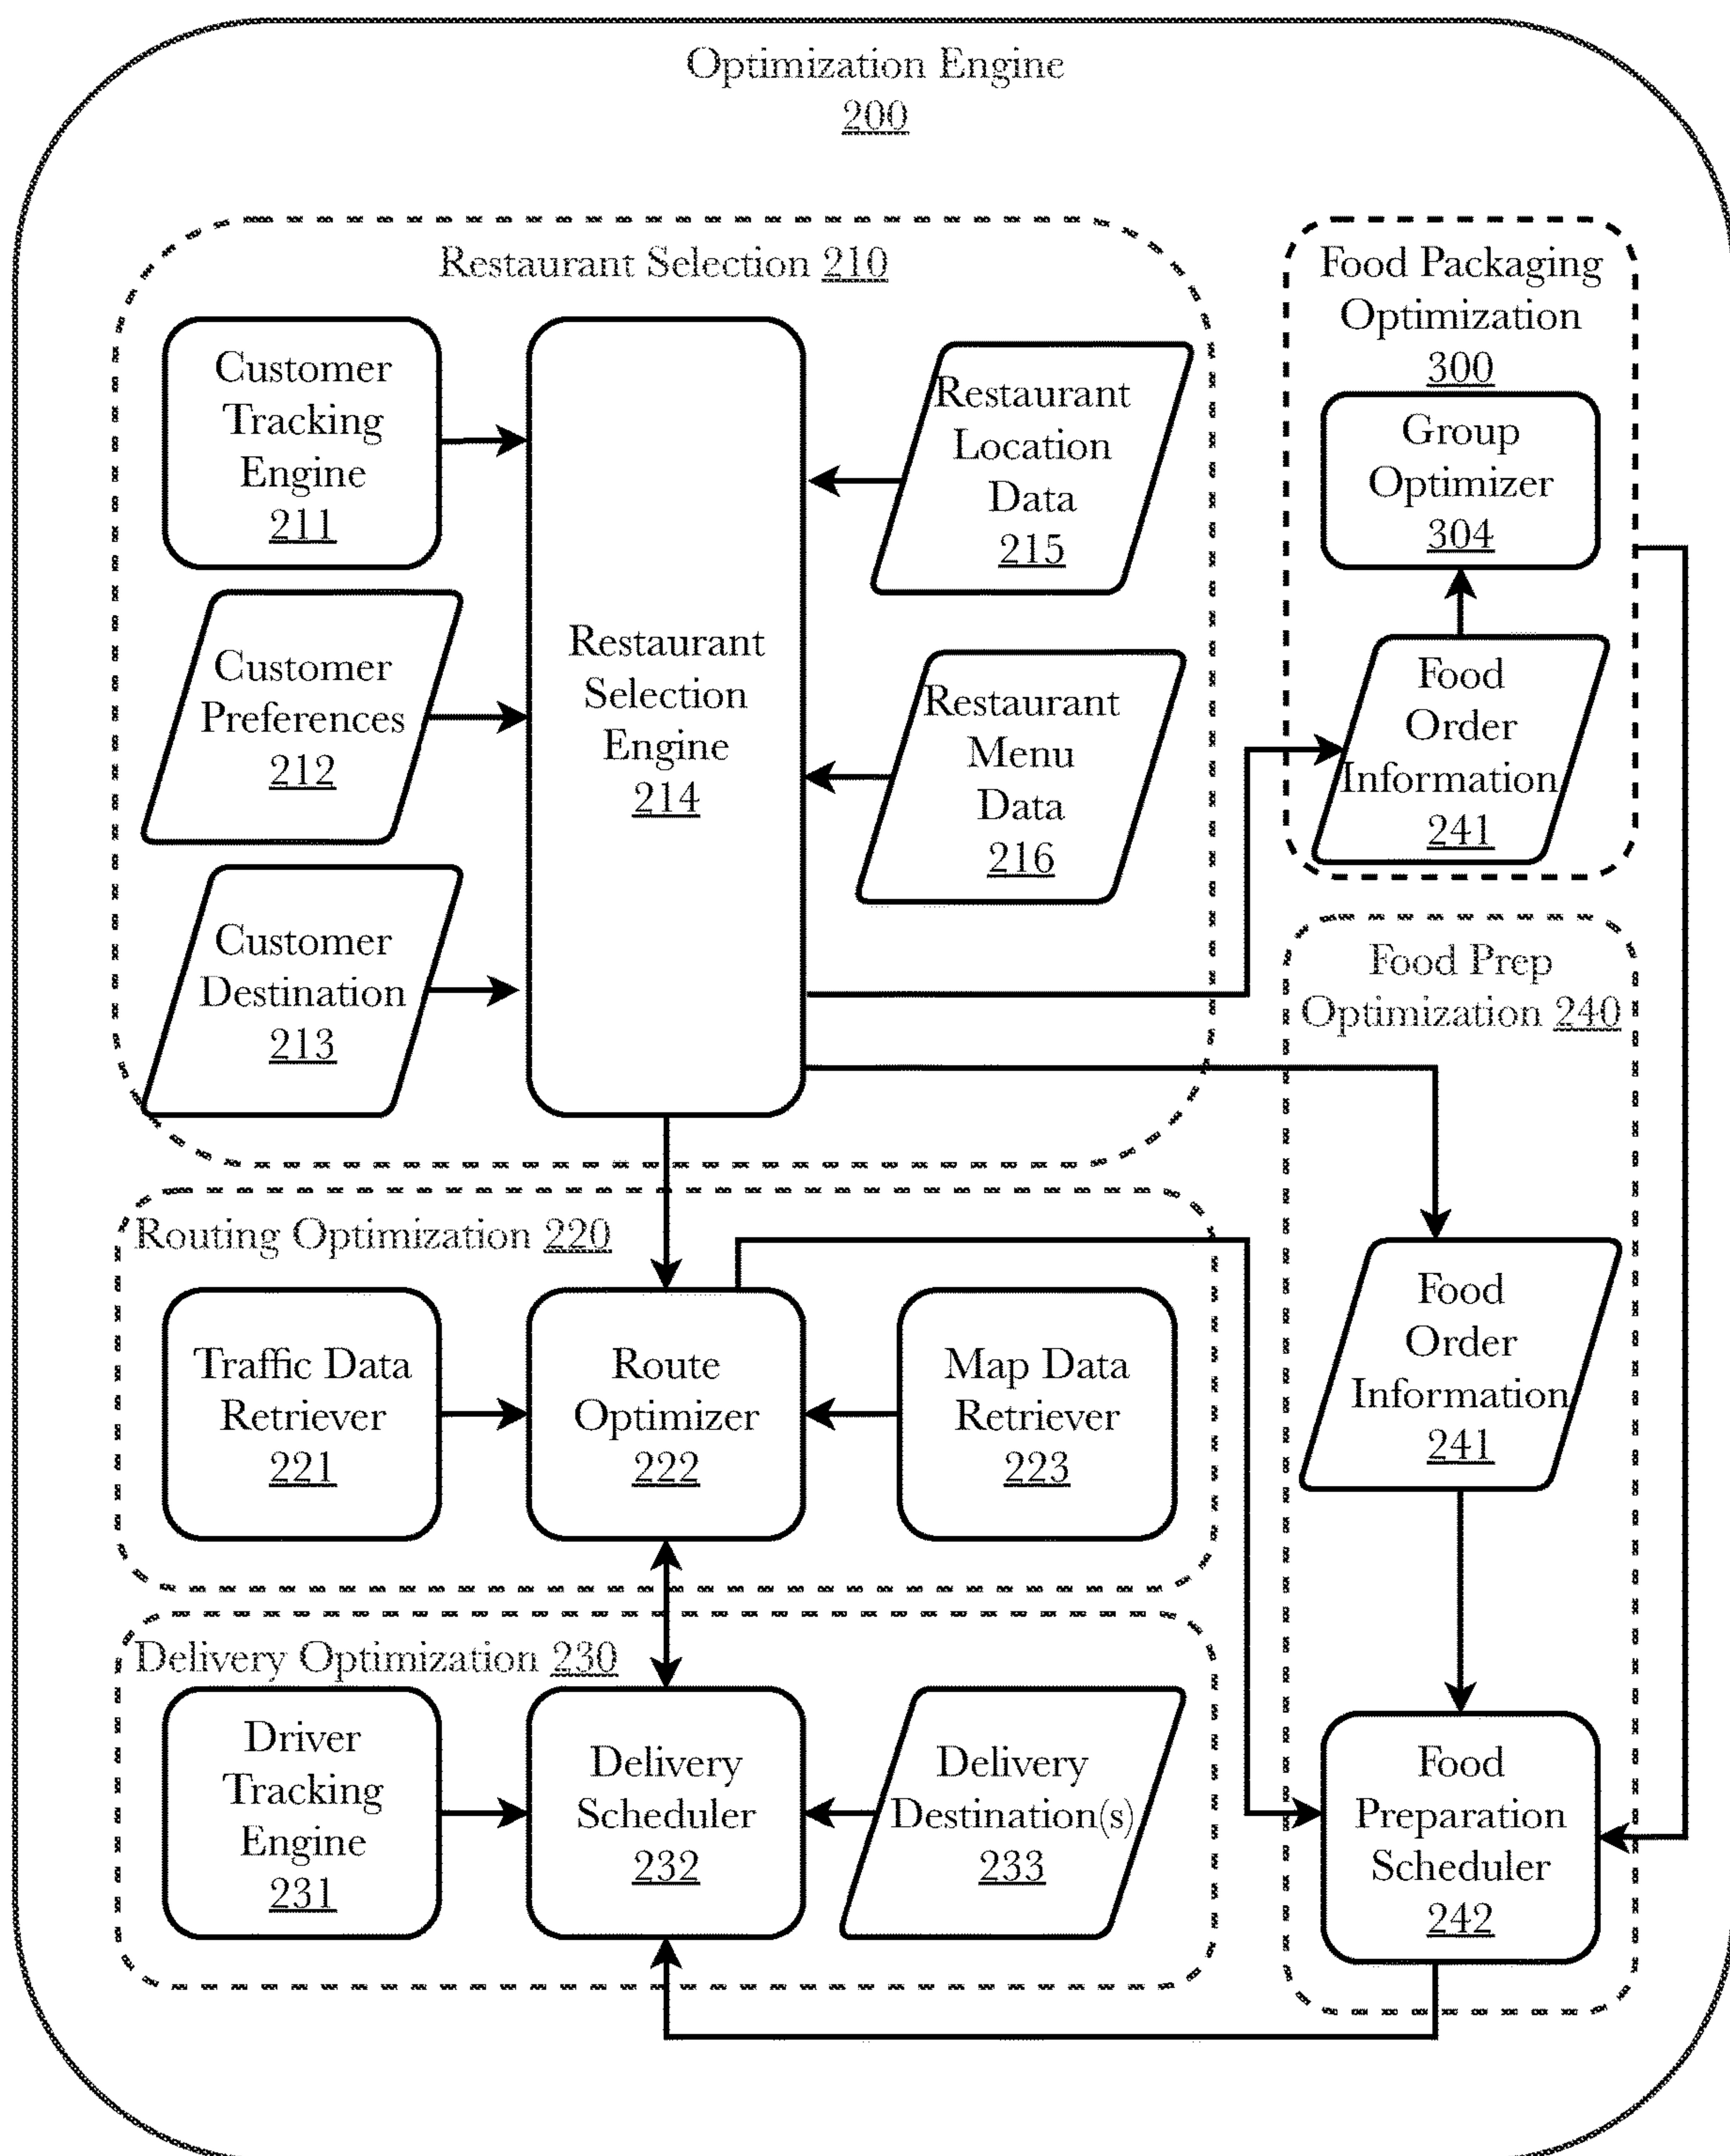 Optimization Engine
200
Restaurant Selection 210
Customer
Tracking
Engine
211
Customer
Preferences
212
Customer
Destination
213
Restaurant
Selection
Engine
214
Restaurant
Location
Data
215
Restaurant
Menu
Data
216
Food Packaging
Optimization
300
Group
Optimizer
304
Food
Order
Information
241
Food Prep
Optimization 240
Food
Order
Information
241
Food
Preparation
Scheduler
242
Routing Optimization 220
Traffic Data
Retriever
221
Route
Optimizer
222
Map Data
Retriever
223
Delivery Optimization 230
Driver
Tracking
Engine
231
Delivery
Scheduler
232
Delivery
Destination(s)
233